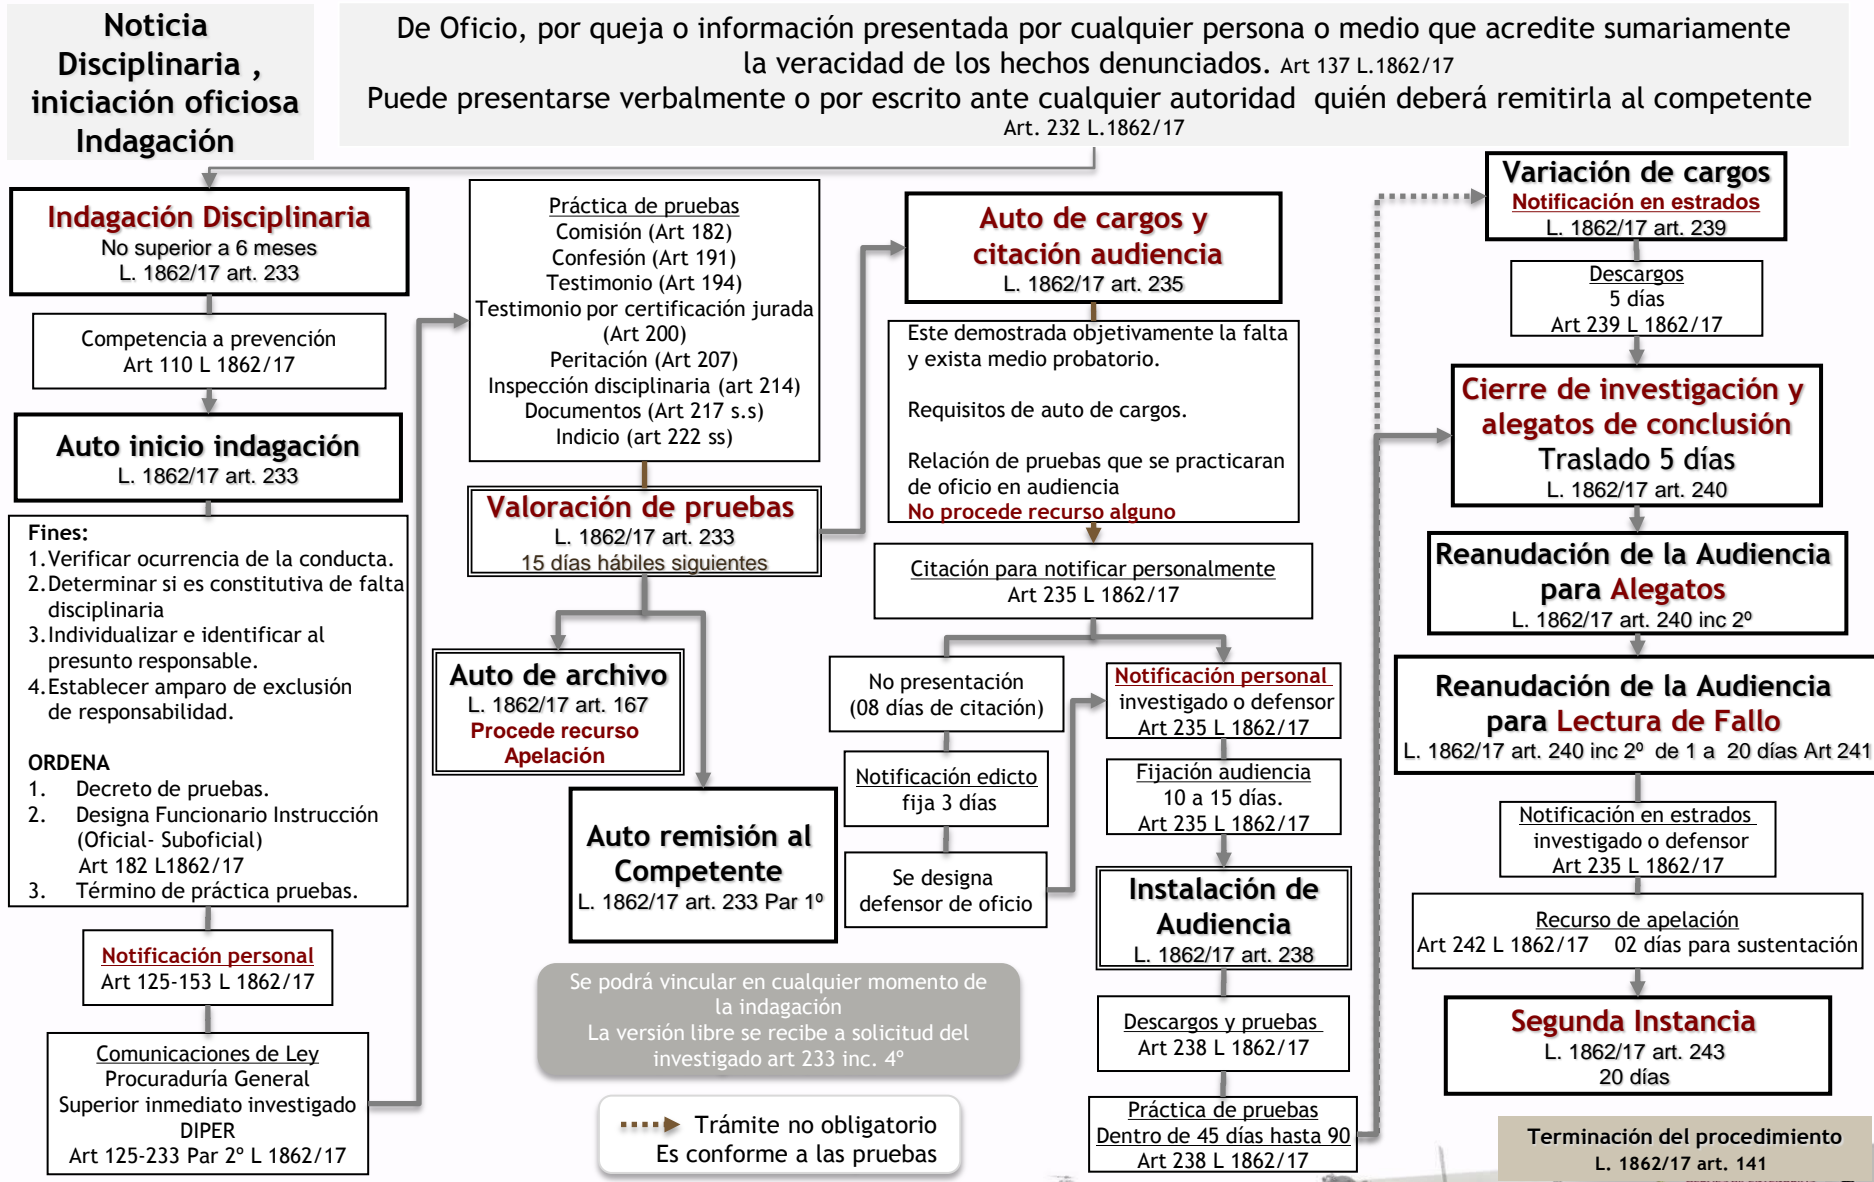 Noticia
Disciplinaria ,
iniciación oficiosa
Indagación
De Oficio, por queja o información presentada por cualquier persona o medio que acredite sumariamente
la veracidad de los hechos denunciados. Art 137 L.1862/17
Puede presentarse verbalmente o por escrito ante cualquier autoridad quién deberá remitirla al competente
Art. 232 L.1862/17
Indagación Disciplinaria
No superior a 6 meses
L. 1862/17 art. 233
Competencia a prevención
Art 110 L 1862/17
Auto inicio indagación
L. 1862/17 art. 233
Fines:
1.Verificar ocurrencia de la conducta.
2.Determinar si es constitutiva de falta
disciplinaria
3.Individualizar e identificar al
presunto responsable.
4.Establecer amparo de exclusión
de responsabilidad.
ORDENA
1. Decreto de pruebas.
2. Designa Funcionario Instrucción
(Oficial- Suboficial)
Art 182 L1862/17
3. Término de práctica pruebas.
Notificación personal
Art 125-153 L 1862/17
Comunicaciones de Ley
Procuraduría General
Superior inmediato investigado
DIPER
Art 125-233 Par 2º L 1862/17
Práctica de pruebas
Comisión (Art 182)
Confesión (Art 191)
Testimonio (Art 194)
Testimonio por certificación jurada
(Art 200)
Peritación (Art 207)
Inspección disciplinaria (art 214)
Documentos (Art 217 s.s)
Indicio (art 222 ss)
Valoración de pruebas
L. 1862/17 art. 233
15 días hábiles siguientes
Auto de archivo
L. 1862/17 art. 167
Procede recurso
Apelación
Auto remisión al
Competente
L. 1862/17 art. 233 Par 1º
Se podrá vincular en cualquier momento de
la indagación
La versión libre se recibe a solicitud del
investigado art 233 inc. 4º
Trámite no obligatorio
Es conforme a las pruebas
Auto de cargos y
citación audiencia
L. 1862/17 art. 235
Este demostrada objetivamente la falta
y exista medio probatorio.
Requisitos de auto de cargos.
Relación de pruebas que se practicaran
de oficio en audiencia
No procede recurso alguno
Citación para notificar personalmente
Art 235 L 1862/17
No presentación
(08 días de citación)
Notificación edicto
fija 3 días
Se designa
defensor de oficio
Notificación personal
investigado o defensor
Art 235 L 1862/17
Fijación audiencia
10 a 15 días.
Art 235 L 1862/17
Instalación de
Audiencia
L. 1862/17 art. 238
Descargos y pruebas
Art 238 L 1862/17
Práctica de pruebas
Dentro de 45 días hasta 90
Art 238 L 1862/17
Variación de cargos
Notificación en estrados
L. 1862/17 art. 239
Descargos
5 días
Art 239 L 1862/17
Cierre de investigación y
alegatos de conclusión
Traslado 5 días
L. 1862/17 art. 240
Reanudación de la Audiencia
para Alegatos
L. 1862/17 art. 240 inc 2º
Reanudación de la Audiencia
para Lectura de Fallo
L. 1862/17 art. 240 inc 2º de 1 a 20 días Art 241
Notificación en estrados
investigado o defensor
Art 235 L 1862/17
Recurso de apelación
Art 242 L 1862/17 02 días para sustentación
Segunda Instancia
L. 1862/17 art. 243
20 días
Terminación del procedimiento
L. 1862/17 art. 141